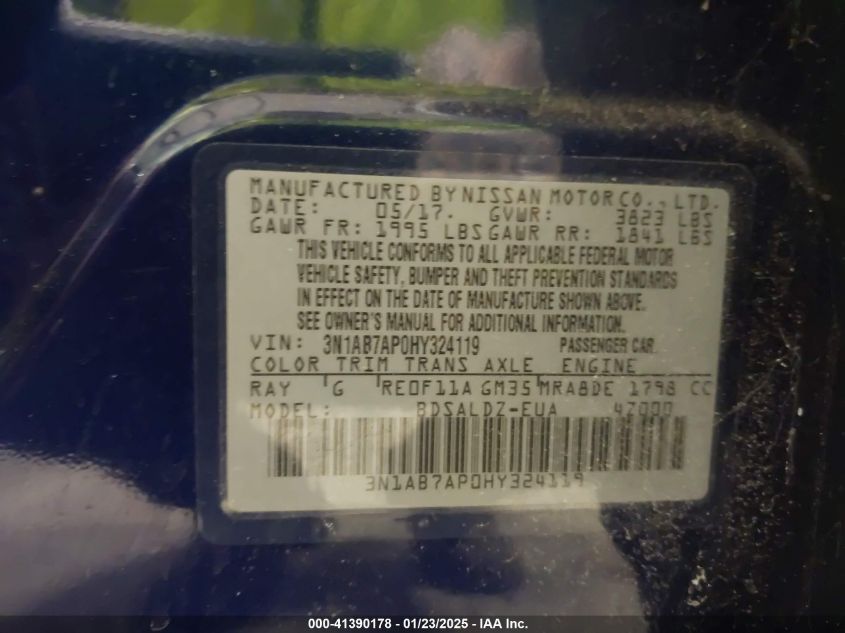 MANUFACTURED BY NISSAN MOTOR CO., LTD.
DATE: 05/17. GVWR: 3823 LBS
GAWR FR: 1995 LBS GAWR RR: 1841 LBS
THIS VEHICLE CONFORMS TO ALL APPLICABLE FEDERAL MOTOR
VEHICLE SAFETY, BUMPER AND THEFT PREVENTION STANDARDS
IN EFFECT ON THE DATE OF MANUFACTURE SHOWN ABOVE.
SEE OWNER'S MANUAL FOR ADDITIONAL INFORMATION.
VIN: 3N1AB7AP0HY324119 PASSENGER CAR
COLOR TRIM TRANS AXLE ENGINE
RAY G RE0F11A GM35 MRA8DE 1798 CC
MODEL: BDSALDZ-EUA 4Z000
3N1AB7AP0HY324119
000-41390178 - 01/23/2025 - IAA Inc.